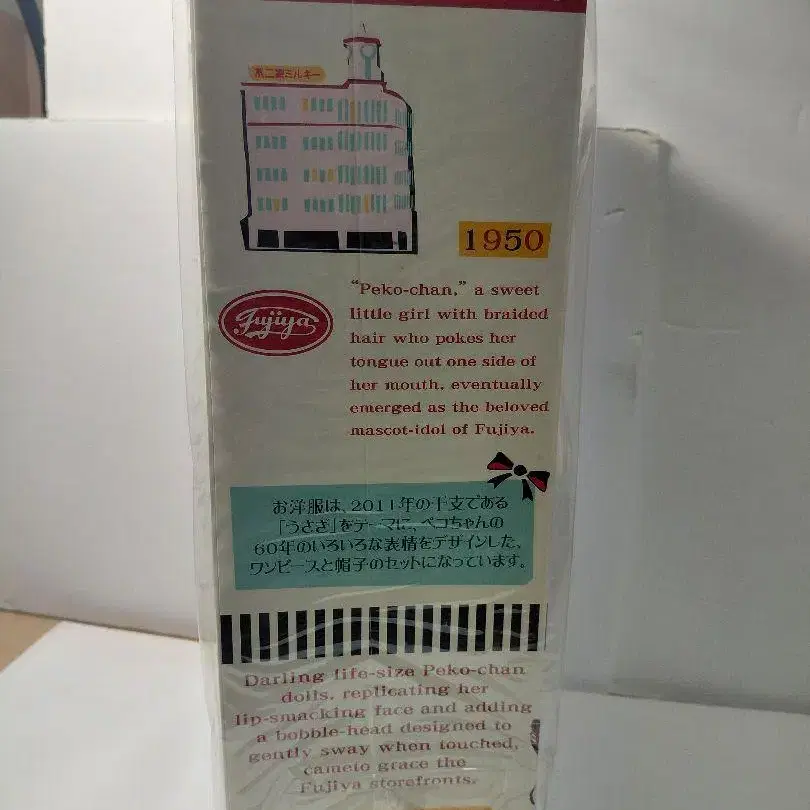 不二家ミルキー
1950
Fujiya
"Peko-chan," a sweet
little girl with braided
hair who pokes her
tongue out one side of
her mouth, eventually
emerged as the beloved
mascot-idol of Fujiya.
お洋服は、2011年の干支である
「うさぎ」をテーマに、ペコちゃんの
60年のいろいろな表情をデザインした、
ワンピースと帽子のセットになっています。
Darling life-size Peko-chan
dolls, replicating her
lip-smacking face and adding
a bobble-head designed to
gently sway when touched,
cameto grace the
Fujiya storefronts.